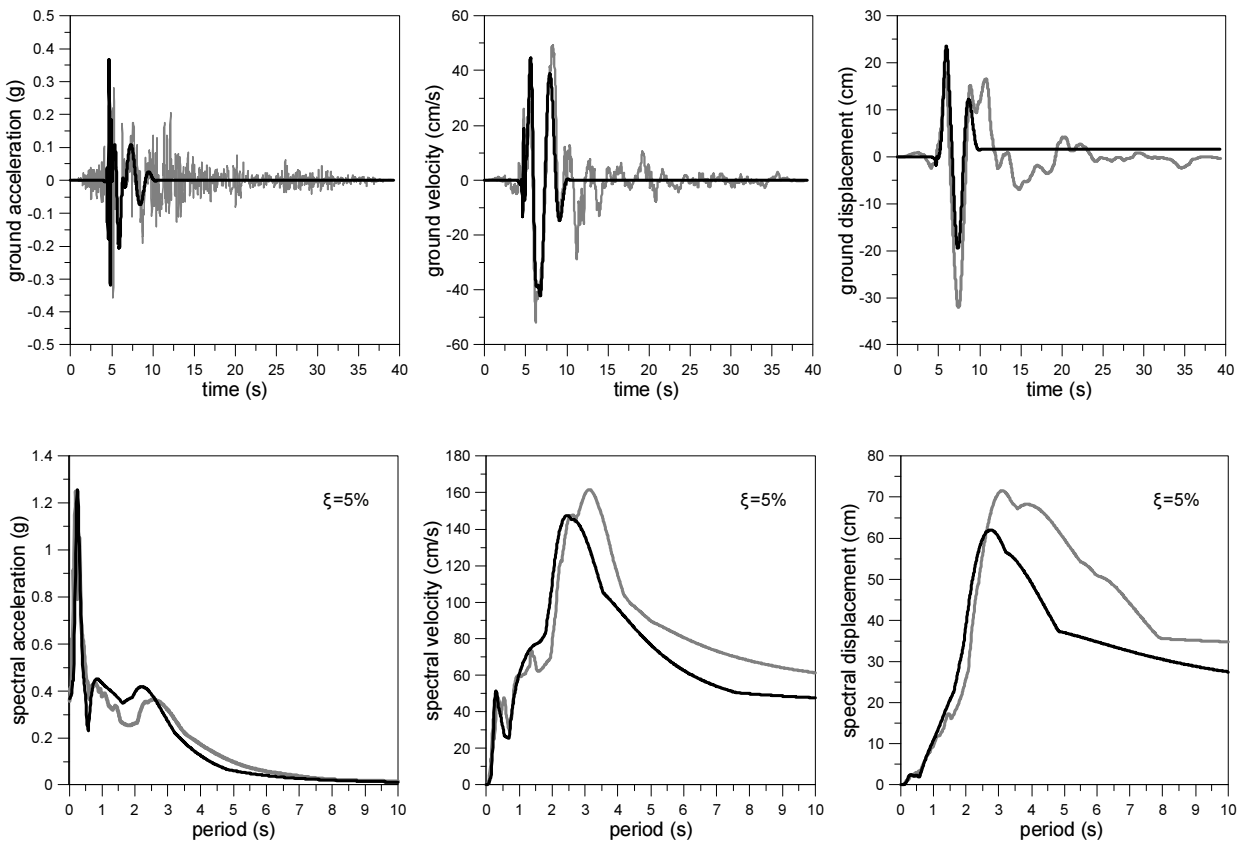 ground acceleration (g)
0.5
0.4
0.3
0.2
0.1
0
-0.1
-0.2
-0.3
-0.4
-0.5
0 5 10 15 20 25 30 35 40
time (s)
ground velocity (cm/s)
60
40
20
0
-20
-40
-60
0 5 10 15 20 25 30 35 40
time (s)
ground displacement (cm)
30
20
10
0
-10
-20
-30
-40
0 5 10 15 20 25 30 35 40
time (s)
spectral acceleration (g)
1.4
1.2
1
0.8
0.6
0.4
0.2
0
ξ=5%
0 1 2 3 4 5 6 7 8 9 10
period (s)
spectral velocity (cm/s)
180
160
140
120
100
80
60
40
20
0
ξ=5%
0 1 2 3 4 5 6 7 8 9 10
period (s)
spectral displacement (cm)
80
70
60
50
40
30
20
10
0
ξ=5%
0 1 2 3 4 5 6 7 8 9 10
period (s)